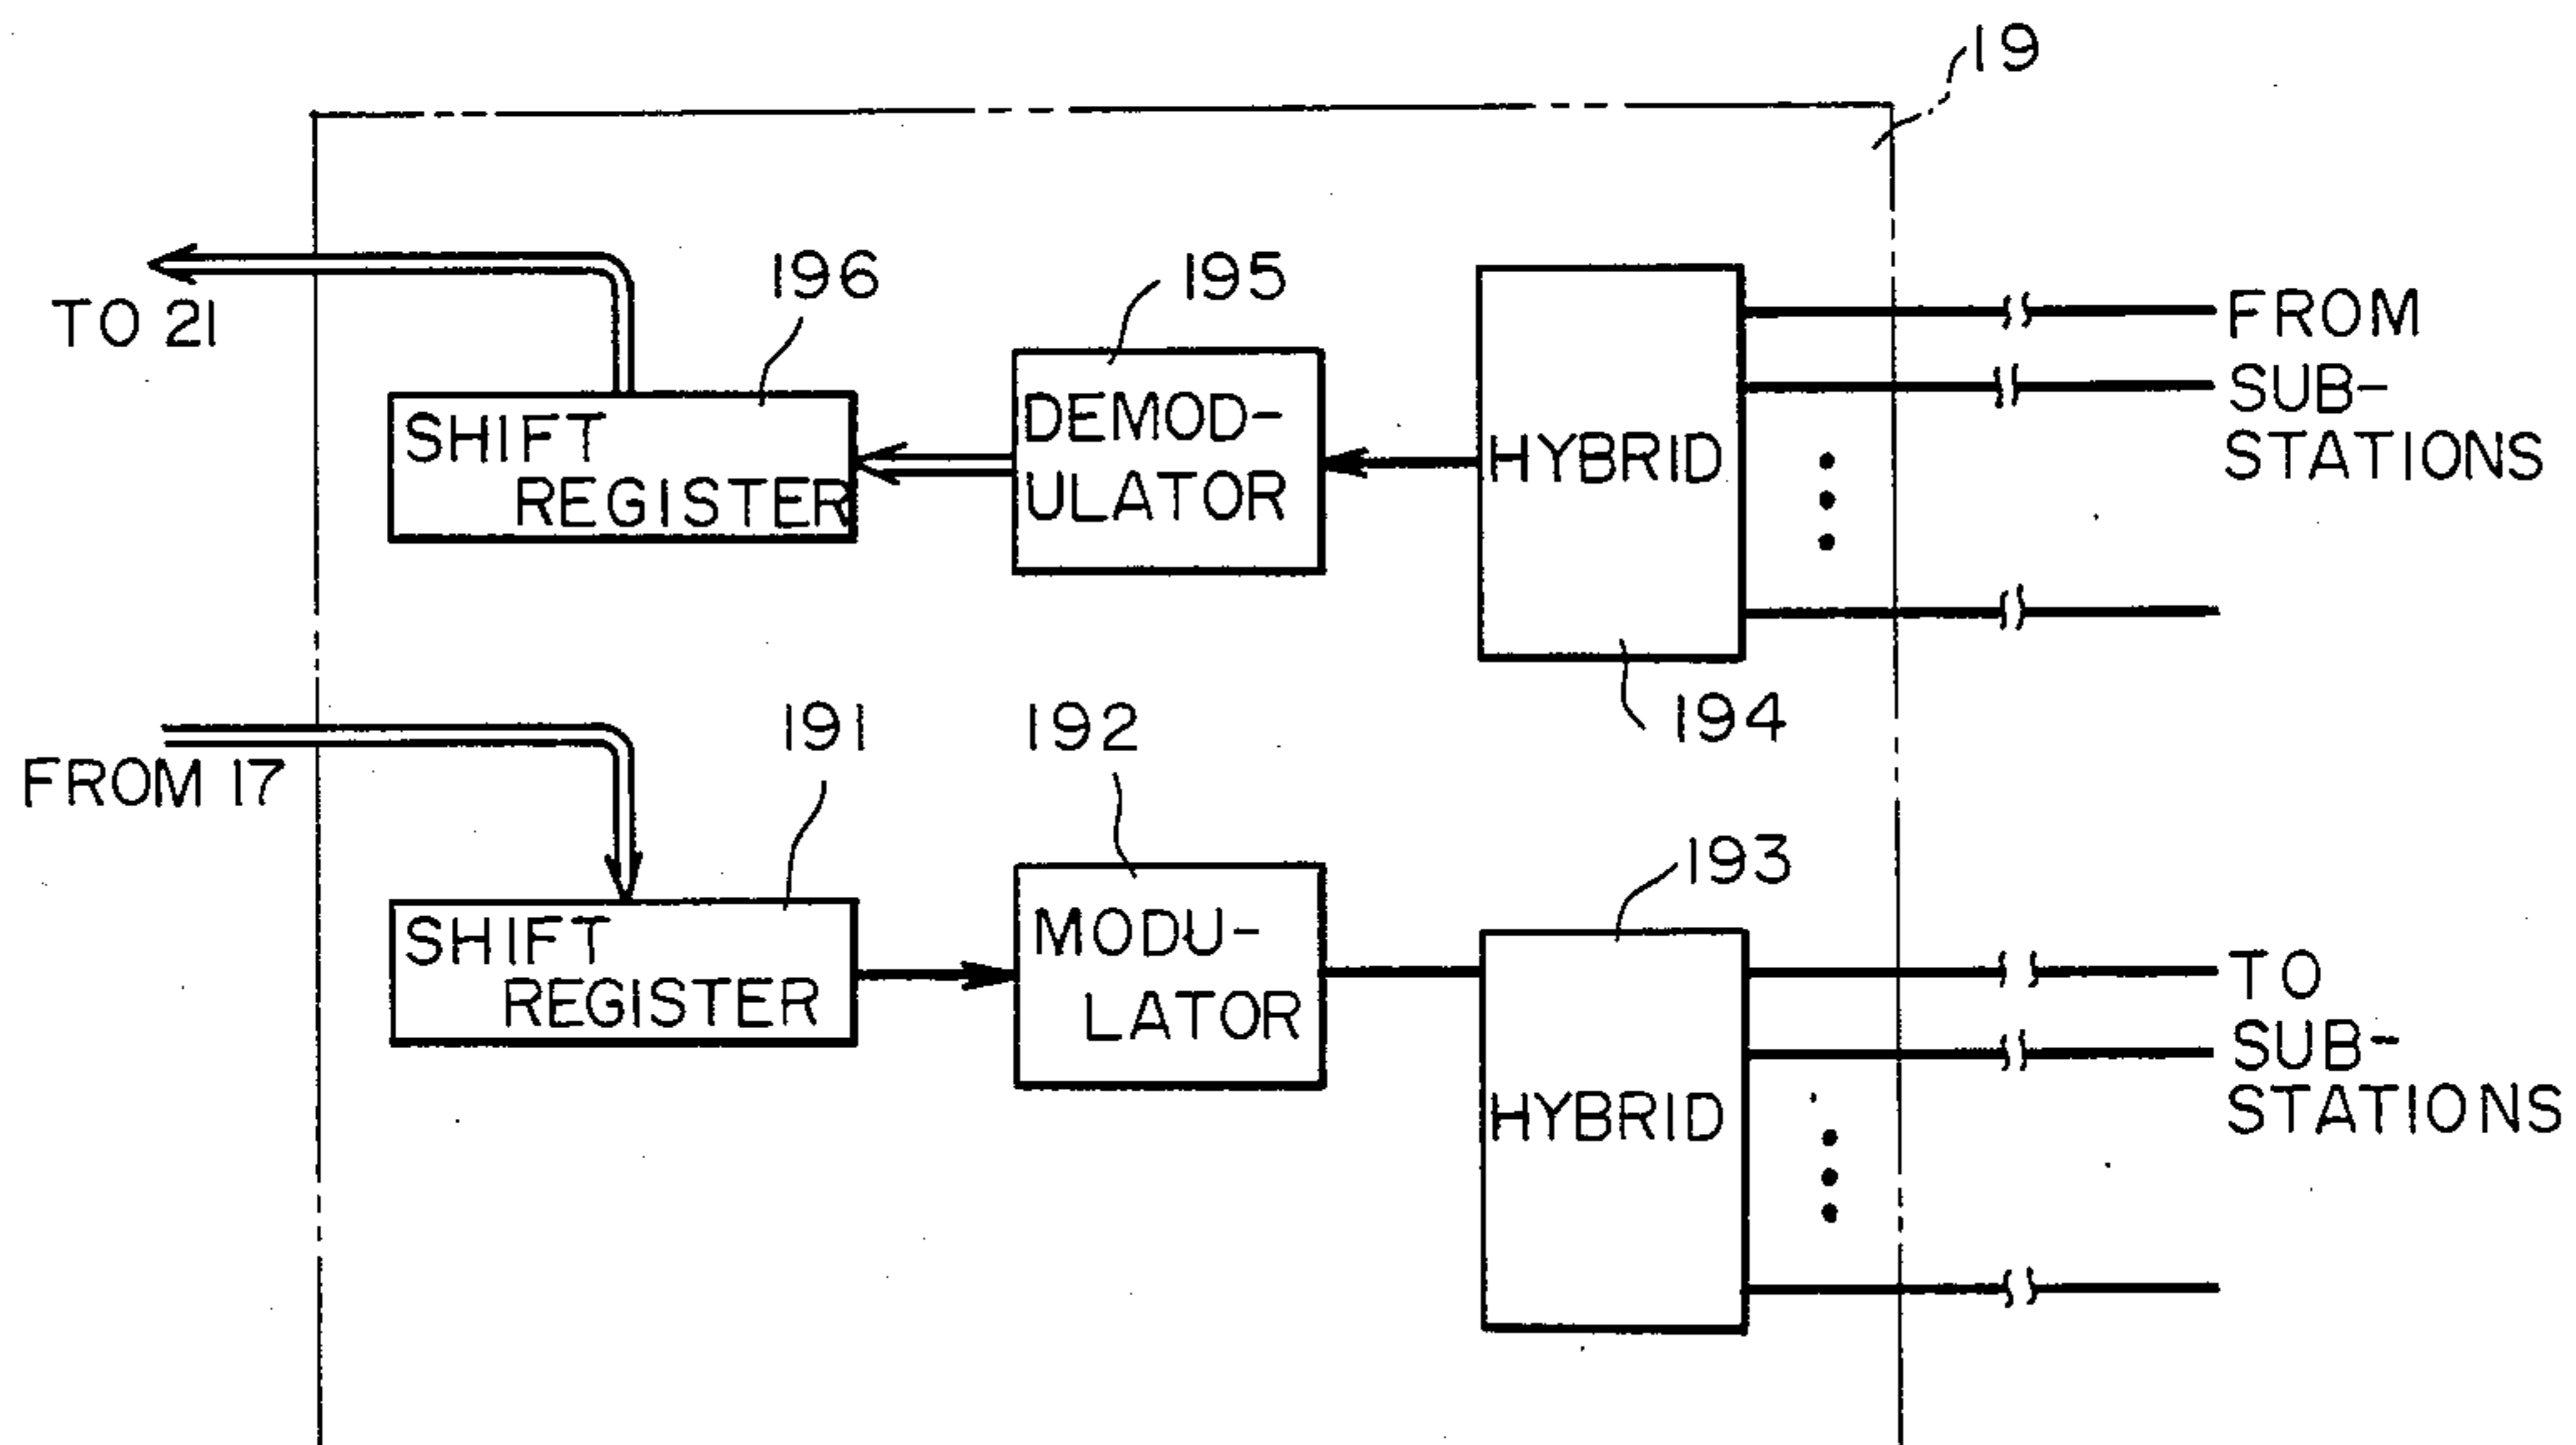 19
196
195
TO 21
FROM
SUB-
STATIONS
SHIFT
REGISTER
DEMOD-
ULATOR
HYBRID
194
191
192
FROM 17
193
SHIFT
REGISTER
MODU-
LATOR
HYBRID
TO
SUB-
STATIONS